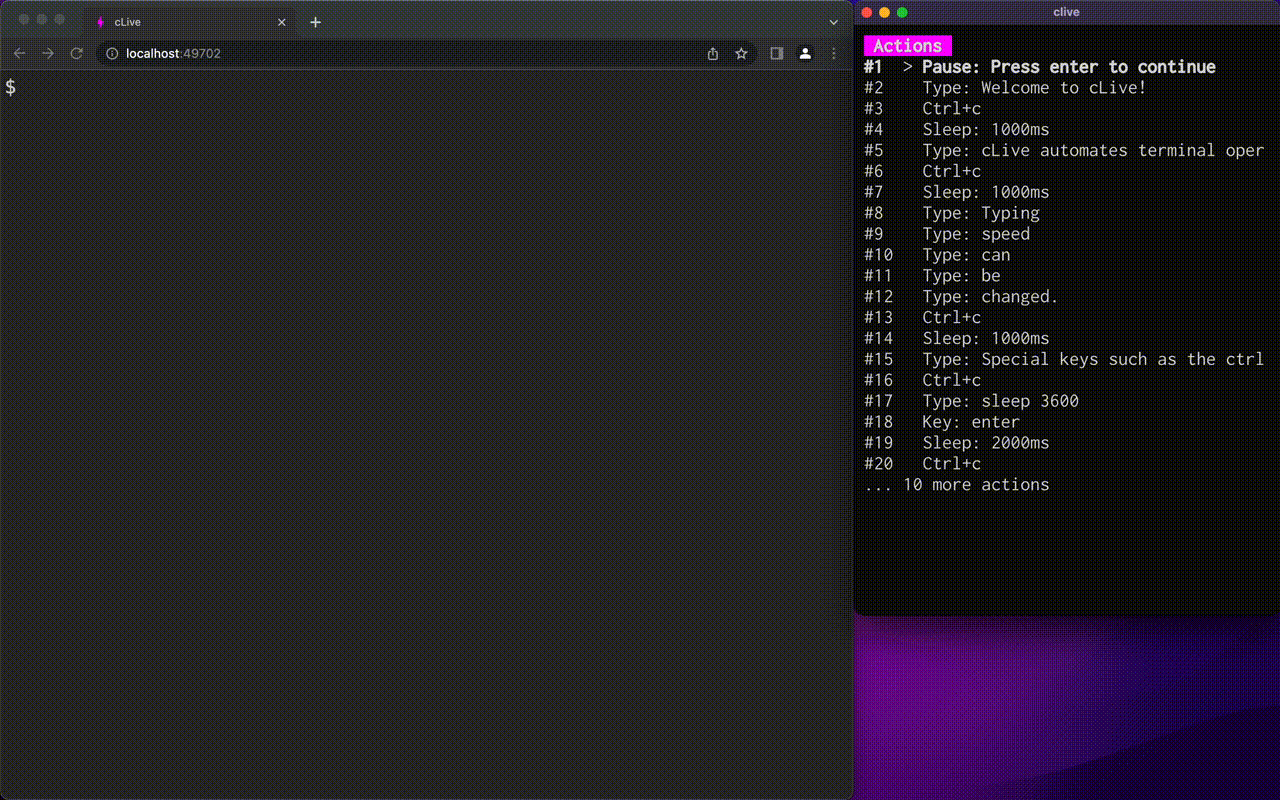 cLive
localhost:49702
$
clive
Actions
#1 > Pause: Press enter to continue
#2 Type: Welcome to cLive!
#3 Ctrl+c
#4 Sleep: 1000ms
#5 Type: cLive automates terminal oper
#6 Ctrl+c
#7 Sleep: 1000ms
#8 Type: Typing
#9 Type: speed
#10 Type: can
#11 Type: be
#12 Type: changed.
#13 Ctrl+c
#14 Sleep: 1000ms
#15 Type: Special keys such as the ctrl
#16 Ctrl+c
#17 Type: sleep 3600
#18 Key: enter
#19 Sleep: 2000ms
#20 Ctrl+c
... 10 more actions